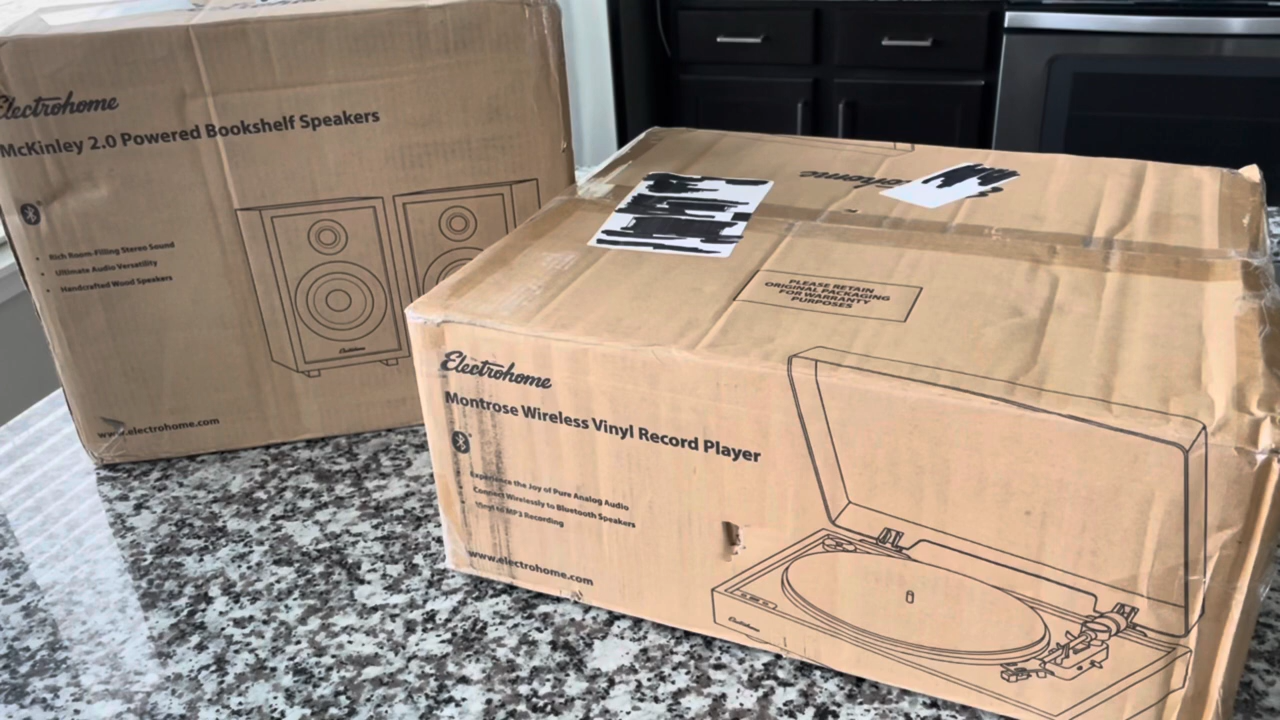 Electrohome
McKinley 2.0 Powered Bookshelf Speakers
• Rich Room-Filling Stereo Sound
• Ultimate Audio Versatility
• Handcrafted Wood Speakers
Electrohome
www.electrohome.com
PLEASE RETAIN
ORIGINAL PACKAGING
FOR WARRANTY
PURPOSES
Electrohome
Montrose Wireless Vinyl Record Player
Experience the Joy of Pure Analog Audio
Connect Wirelessly to Bluetooth Speakers
Vinyl to MP3 Recording
www.electrohome.com
Electrohome